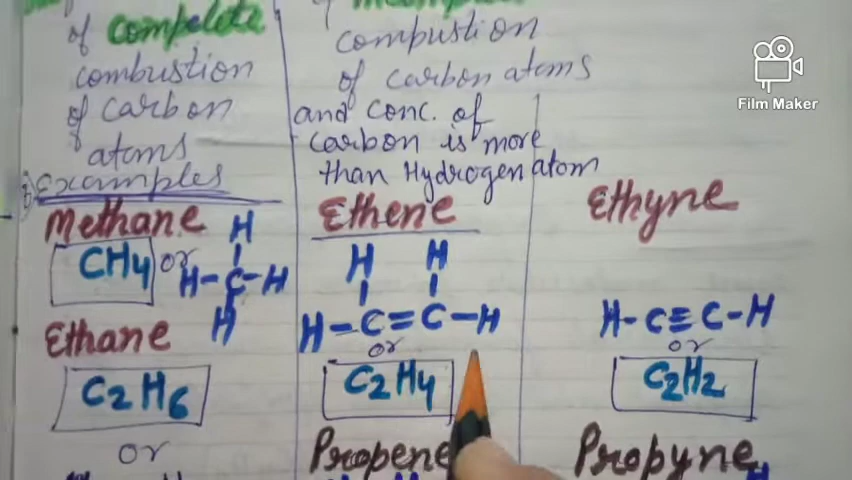 of compelete
combustion
of carbon
atoms
Examples
Methane
CH4 or
H
H-C-H
H
Ethane
C2H6
or
combustion
of carbon atoms
and conc. of
carbon is more
than Hydrogen atom
Ethene
H H
H-C=C-H
or
C2H4
Propene
Ethyne
H-C≡C-H
or
C2H2
Propyne
H
Film Maker